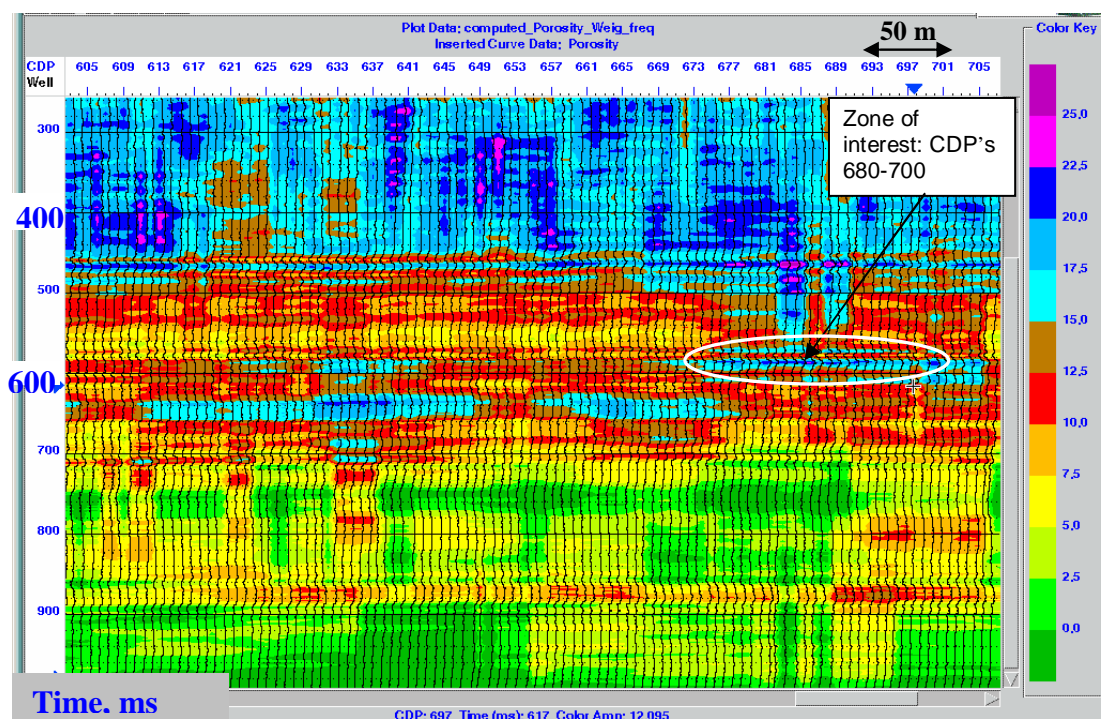 Plot Data: computed_Porosity_Weig_freq
Inserted Curve Data: Porosity
50 m
Color Key
CDP 605 609 613 617 621 625 629 633 637 641 645 649 653 657 661 665 669 673 677 681 685 689 693 697 701 705
Well
Zone of
interest: CDP's
680-700
300
400
500
600
700
800
900
25,0
22,5
20,0
17,5
15,0
12,5
10,0
7,5
5,0
2,5
0,0
Time, ms
CDP: 697 Time (ms): 617 Color Amp: 12,095